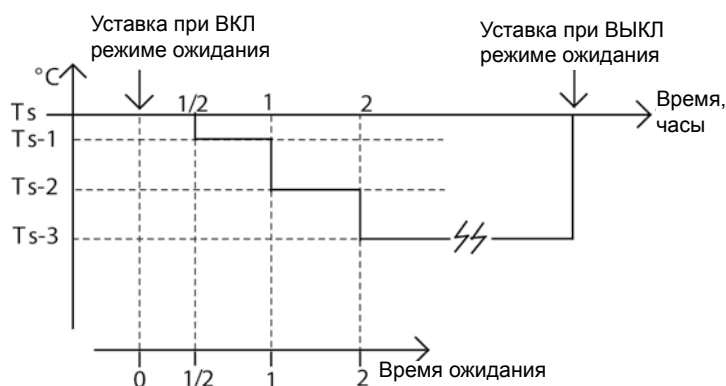 Уставка при ВКЛ
режиме ожидания
Уставка при ВЫКЛ
режиме ожидания
°C
Ts
1/2
1
2
Время,
часы
Ts-1
Ts-2
Ts-3
0
1/2
1
2
Время ожидания